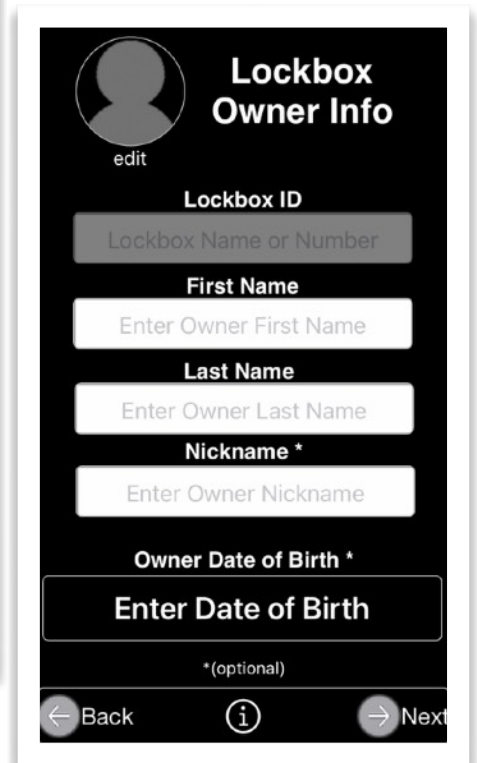 Lockbox
Owner Info
edit
Lockbox ID
Lockbox Name or Number
First Name
Enter Owner First Name
Last Name
Enter Owner Last Name
Nickname *
Enter Owner Nickname
Owner Date of Birth *
Enter Date of Birth
*(optional)
Back
Next